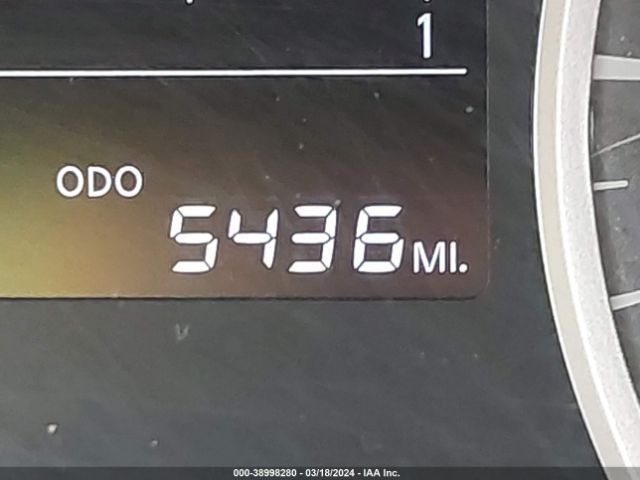 1
ODO
5436 MI.
000-38998280 - 03/18/2024 - IAA Inc.